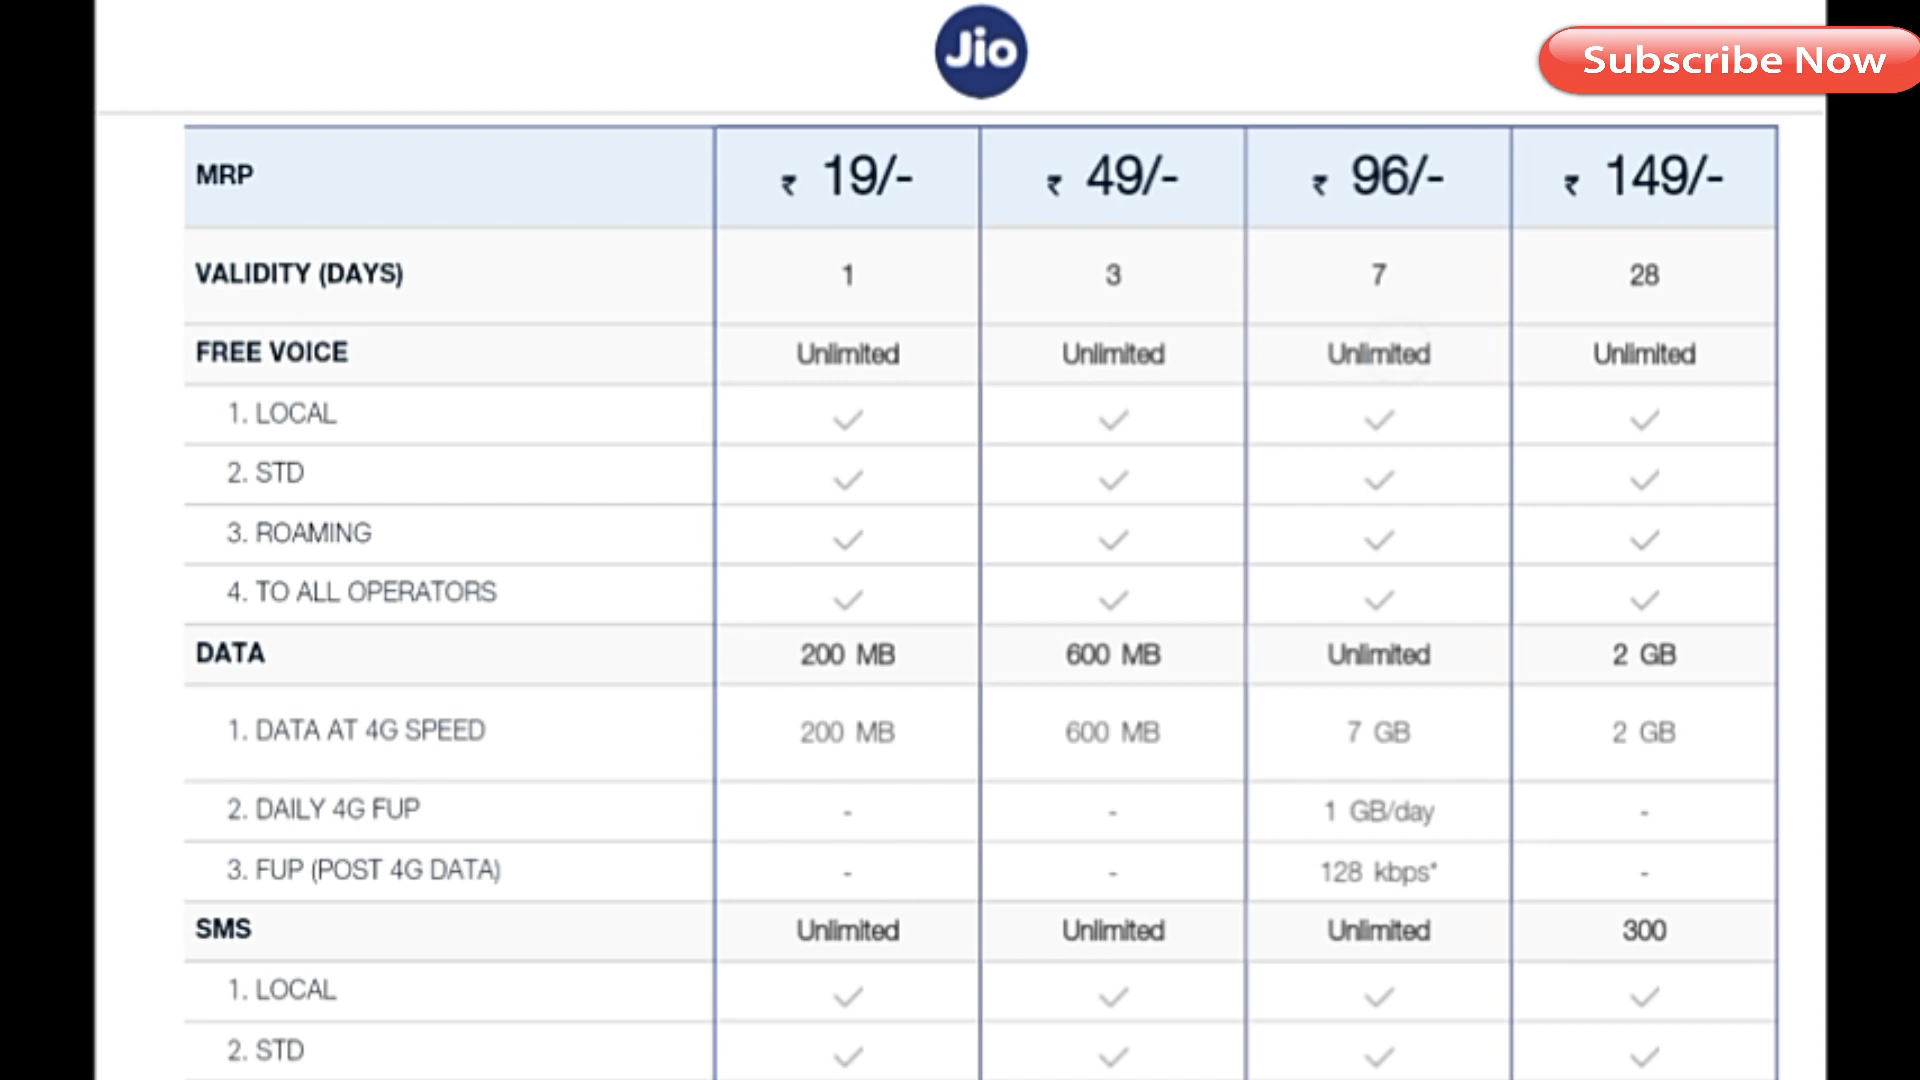 Jio
Subscribe Now
MRP ₹ 19/- ₹ 49/- ₹ 96/- ₹ 149/-
VALIDITY (DAYS) 1 3 7 28
FREE VOICE Unlimited Unlimited Unlimited Unlimited
1. LOCAL ✓ ✓ ✓ ✓
2. STD ✓ ✓ ✓ ✓
3. ROAMING ✓ ✓ ✓ ✓
4. TO ALL OPERATORS ✓ ✓ ✓ ✓
DATA 200 MB 600 MB Unlimited 2 GB
1. DATA AT 4G SPEED 200 MB 600 MB 7 GB 2 GB
2. DAILY 4G FUP - - 1 GB/day -
3. FUP (POST 4G DATA) - - 128 kbps* -
SMS Unlimited Unlimited Unlimited 300
1. LOCAL ✓ ✓ ✓ ✓
2. STD ✓ ✓ ✓ ✓